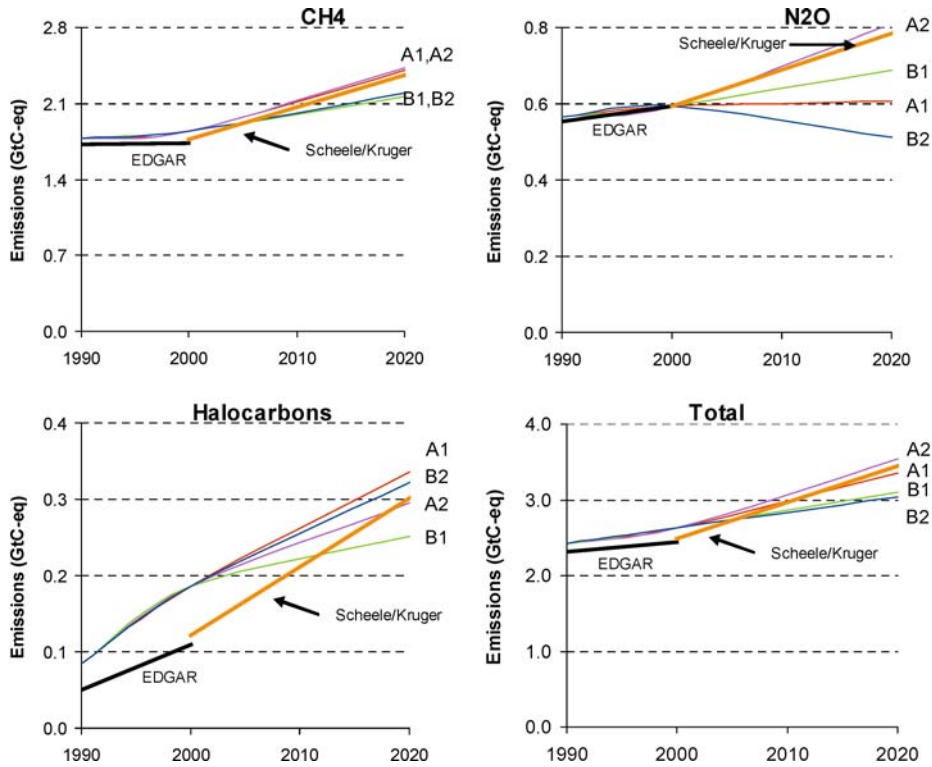 CH4
Emissions (GtC-eq)
2.8
2.1
1.4
0.7
0.0
A1,A2
B1,B2
EDGAR
Scheele/Kruger
1990
2000
2010
2020
N2O
Emissions (GtC-eq)
0.8
0.6
0.4
0.2
0.0
Scheele/Kruger
A2
B1
A1
B2
EDGAR
1990
2000
2010
2020
Halocarbons
Emissions (GtC-eq)
0.4
0.3
0.2
0.1
0.0
A1
B2
A2
B1
Scheele/Kruger
EDGAR
1990
2000
2010
2020
Total
Emissions (GtC-eq)
4.0
3.0
2.0
1.0
0.0
A2
A1
B1
B2
Scheele/Kruger
EDGAR
1990
2000
2010
2020